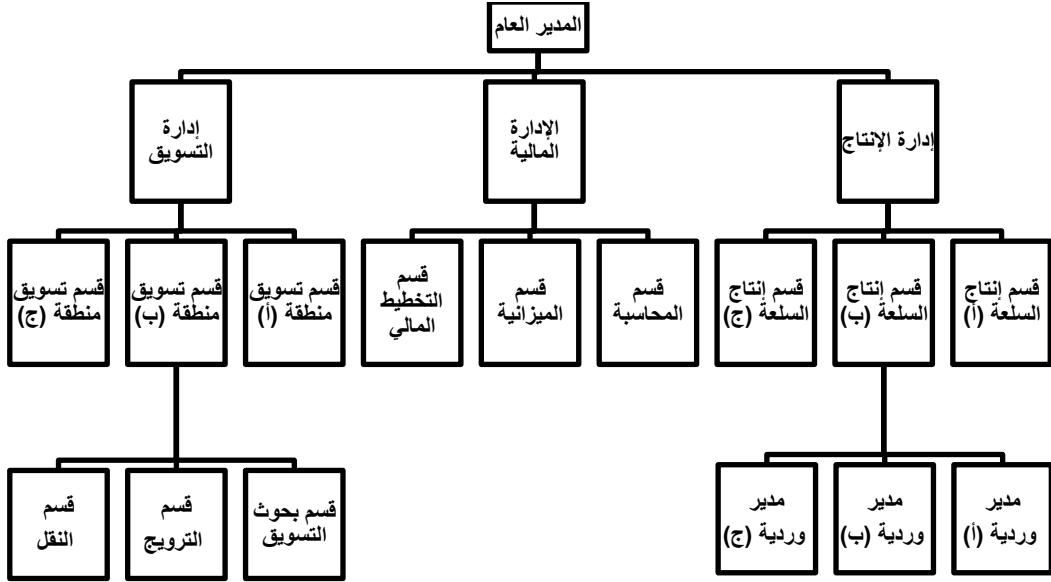 المدير العام
إدارة الإنتاج
الإدارة
المالية
إدارة
التسويق
قسم إنتاج
السلعة (أ)
قسم إنتاج
السلعة (ب)
قسم إنتاج
السلعة (ج)
قسم
المحاسبة
قسم
الميزانية
قسم
التخطيط
المالي
قسم تسويق
منطقة (أ)
قسم تسويق
منطقة (ب)
قسم تسويق
منطقة (ج)
مدير
وردية (أ)
مدير
وردية (ب)
مدير
وردية (ج)
قسم بحوث
التسويق
قسم
الترويج
قسم
النقل